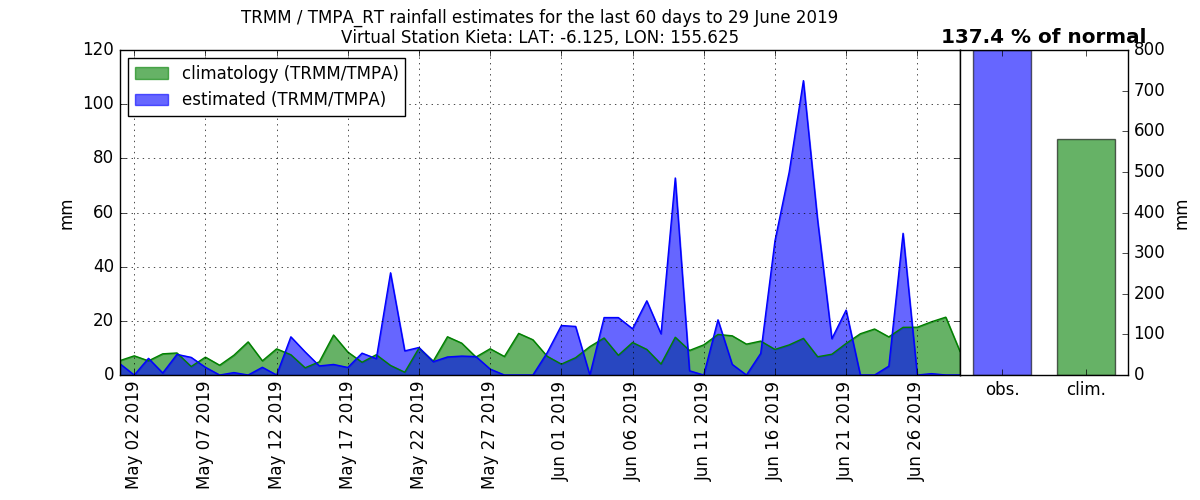 TRMM / TMPA_RT rainfall estimates for the last 60 days to 29 June 2019
Virtual Station Kieta: LAT: -6.125, LON: 155.625
137.4 % of normal
climatology (TRMM/TMPA)
estimated (TRMM/TMPA)
mm
120
100
80
60
40
20
0
May 02 2019
May 07 2019
May 12 2019
May 17 2019
May 22 2019
May 27 2019
Jun 01 2019
Jun 06 2019
Jun 11 2019
Jun 16 2019
Jun 21 2019
Jun 26 2019
obs.
clim.
800
700
600
500
400
300
200
100
0
mm